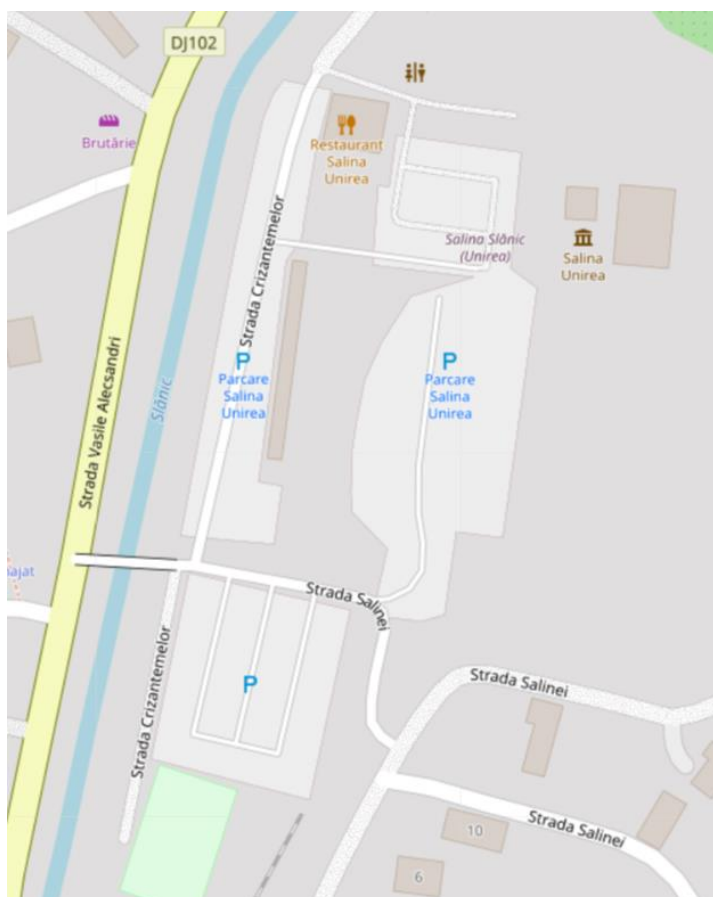 DJ102
Brutărie
Restaurant
Salina
Unirea
Strada Crizantemelor
Salina Slănic
(Unirea)
Salina
Unirea
Strada Vasile Alecsandri
Slănic
P
Parcare
Salina
Unirea
P
Parcare
Salina
Unirea
ajat
Strada Salinei
Strada Crizantemelor
P
Strada Salinei
Strada Salinei
10
6